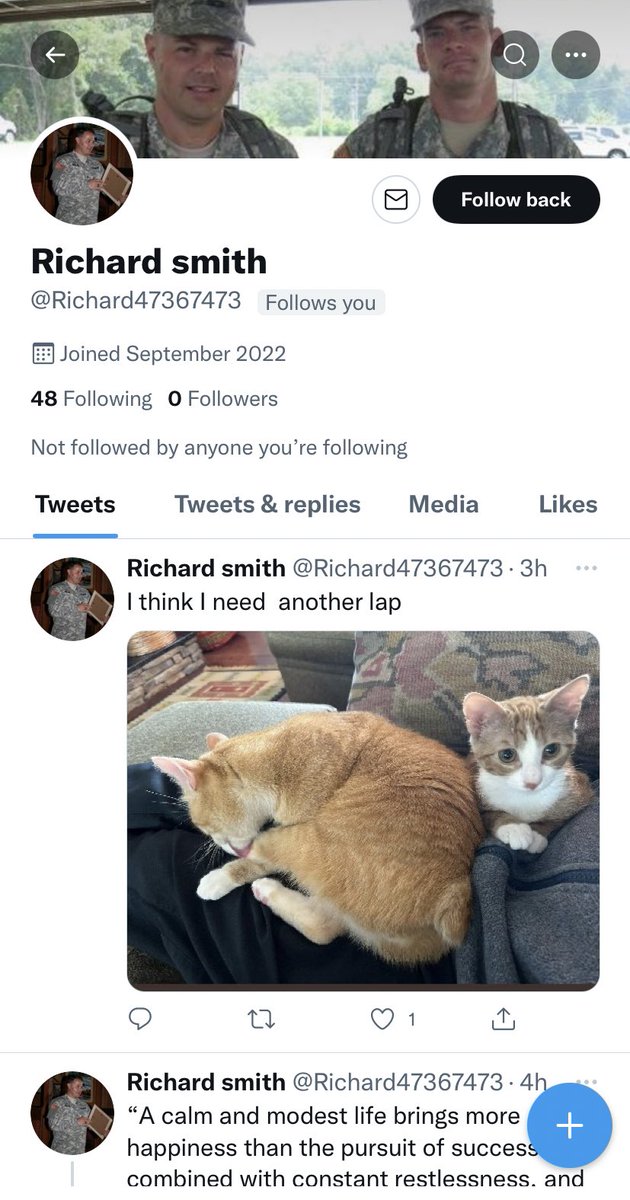 Follow back
Richard smith
@Richard47367473 Follows you
Joined September 2022
48 Following 0 Followers
Not followed by anyone you’re following
Tweets Tweets & replies Media Likes
Richard smith @Richard47367473 · 3h
I think I need  another lap
1
Richard smith @Richard47367473 · 4h
“A calm and modest life brings more
happiness than the pursuit of success
combined with constant restlessness, and